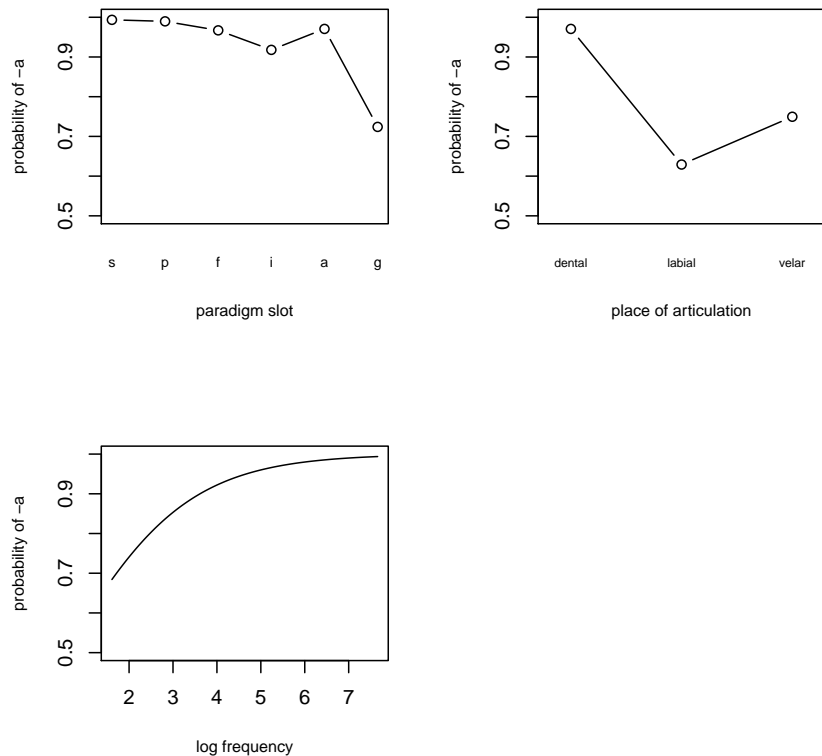 probability of −a
0.5 0.7 0.9
s p f i a g
paradigm slot
probability of −a
0.5 0.7 0.9
dental labial velar
place of articulation
probability of −a
0.5 0.7 0.9
2 3 4 5 6 7
log frequency